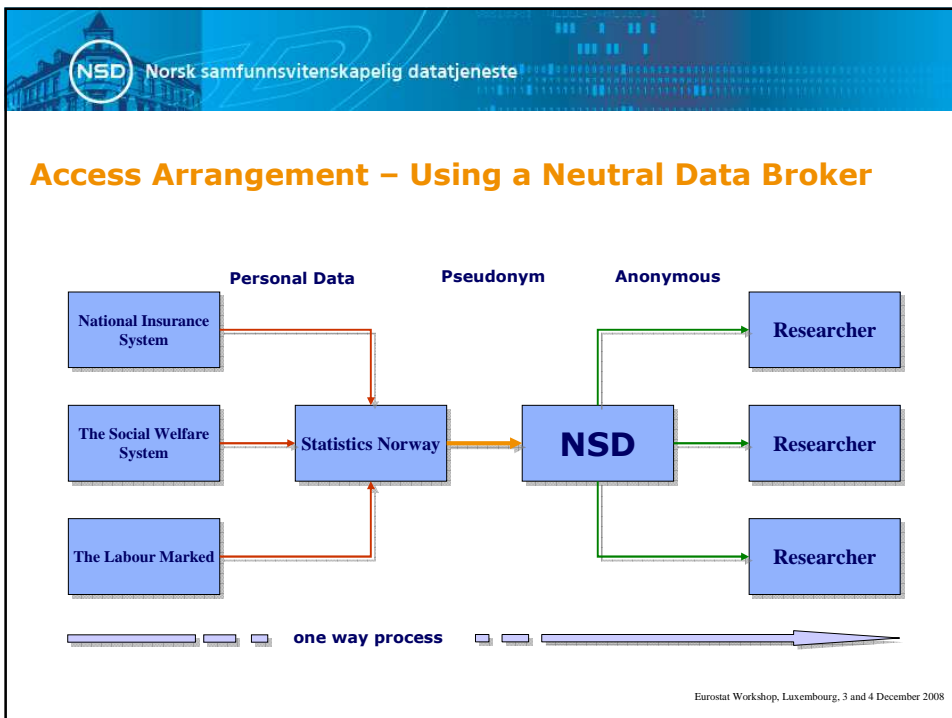 NSD Norsk samfunnsvitenskapelig datatjeneste
Access Arrangement – Using a Neutral Data Broker
Personal Data
Pseudonym
Anonymous
National Insurance
System
Researcher
The Social Welfare
System
Statistics Norway
NSD
Researcher
The Labour Marked
Researcher
one way process
Eurostat Workshop, Luxembourg, 3 and 4 December 2008